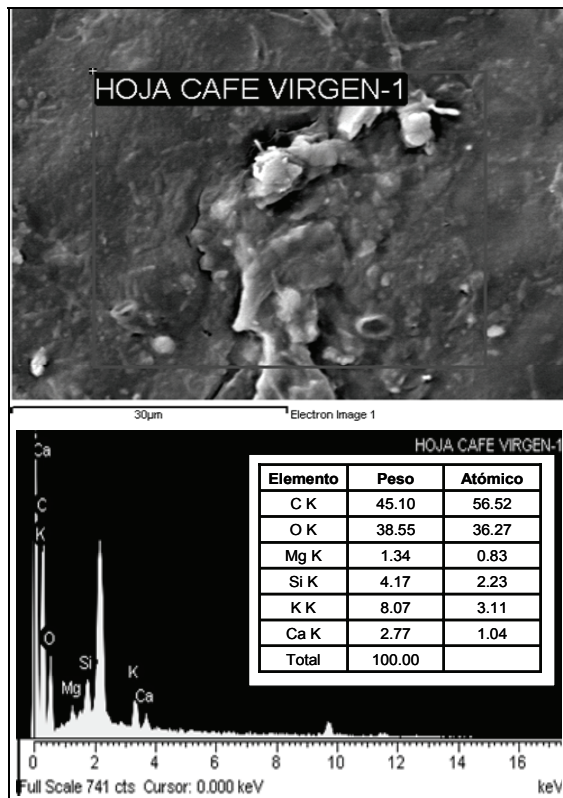 HOJA CAFE VIRGEN-1
30µm Electron Image 1
HOJA CAFE VIRGEN-1
Elemento Peso Atómico
C K 45.10 56.52
O K 38.55 36.27
Mg K 1.34 0.83
Si K 4.17 2.23
K K 8.07 3.11
Ca K 2.77 1.04
Total 100.00
Ca
C
K
O
Si
Mg
K
Ca
0 2 4 6 8 10 12 14 16
Full Scale 741 cts Cursor: 0.000 keV keV